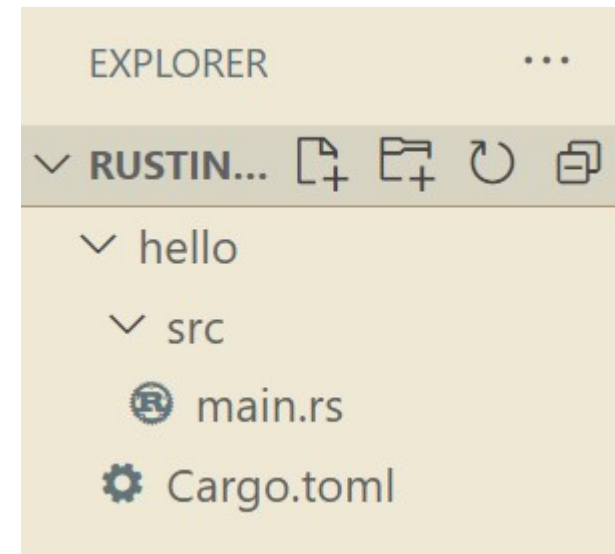 EXPLORER ...
RUSTIN...
hello
src
main.rs
Cargo.toml